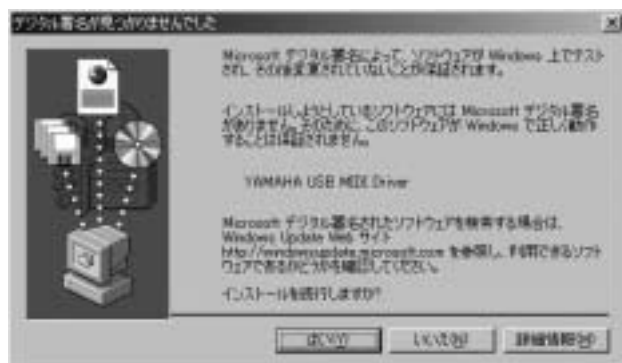 デジタル署名が見つかりませんでした
Microsoft デジタル署名によって、ソフトウェアが Windows 上でテスト
され、その後変更されていないことが保証されます。
インストールしようとしているソフトウェアには Microsoft デジタル署名
がありません。そのために、このソフトウェアが Windows で正しく動作
することは保証されません。
YAMAHA USB MIDI Driver
Microsoft デジタル署名されたソフトウェアを検索する場合は、
Windows Update Web サイト
http://windowsupdate.microsoft.com を参照し、利用できるソフト
ウェアであるかどうかを確認してください。
インストールを続行しますか?
はい(Y)
いいえ(N)
詳細情報(M)